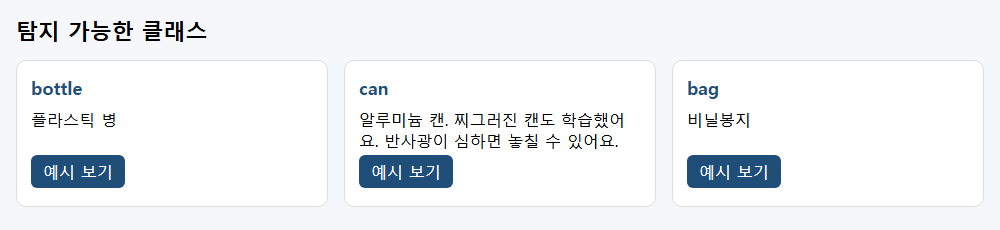 탐지 가능한 클래스
bottle
플라스틱 병
예시 보기
can
알루미늄 캔. 찌그러진 캔도 학습했어
요. 반사광이 심하면 놓칠 수 있어요.
예시 보기
bag
비닐봉지
예시 보기